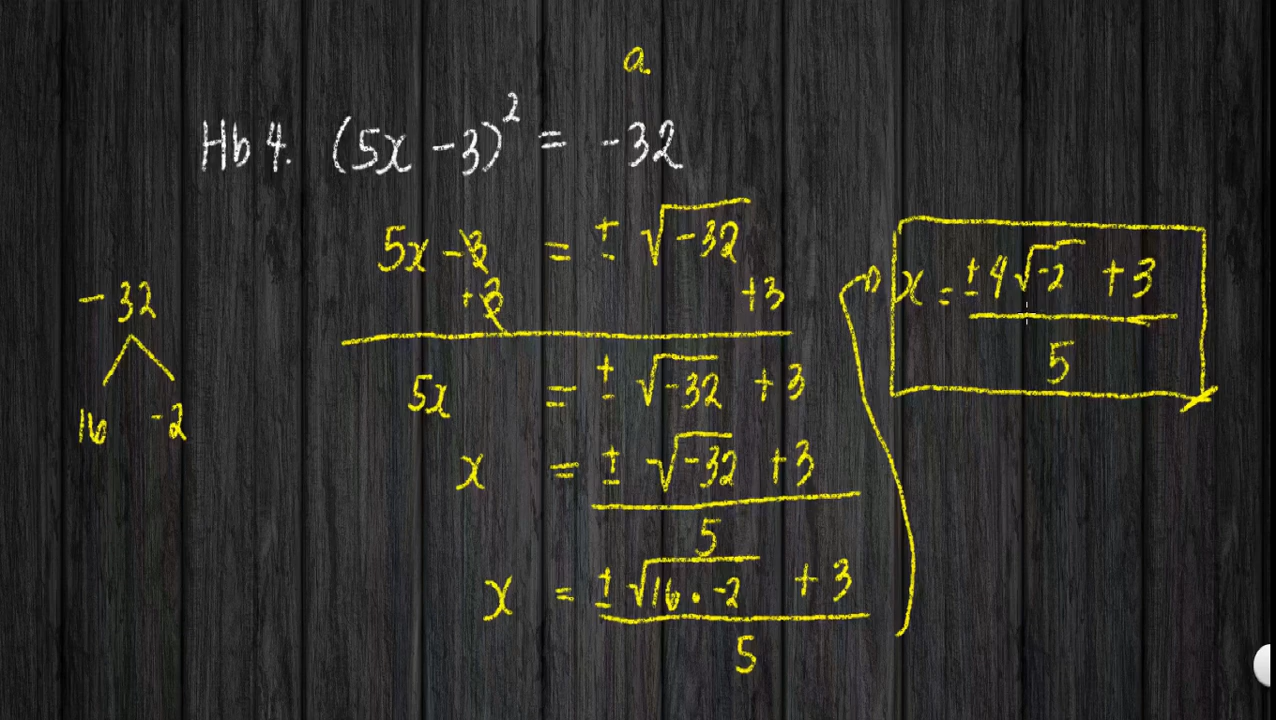 a.
Hb 4. (5x - 3)² = -32
5x - 3 = ± √-32
+3 +3
5x = ± √-32 + 3
x = ± √-32 + 3
5
x = ± √16 · -2 + 3
5
-32
16 -2
x = ±4√-2 + 3
5